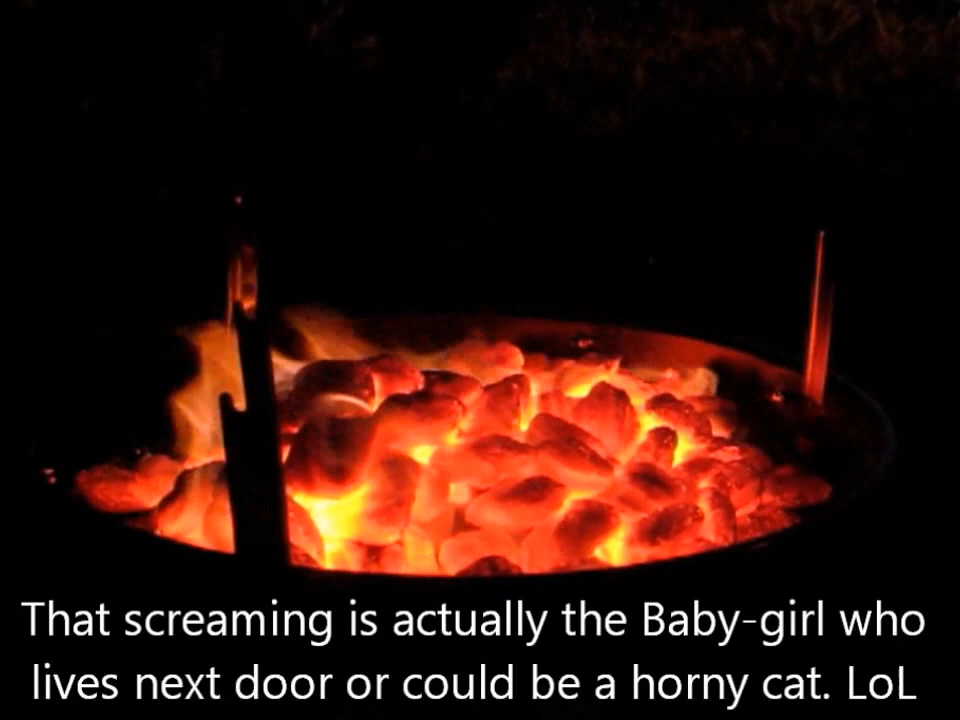 That screaming is actually the Baby-girl who
lives next door or could be a horny cat. LoL